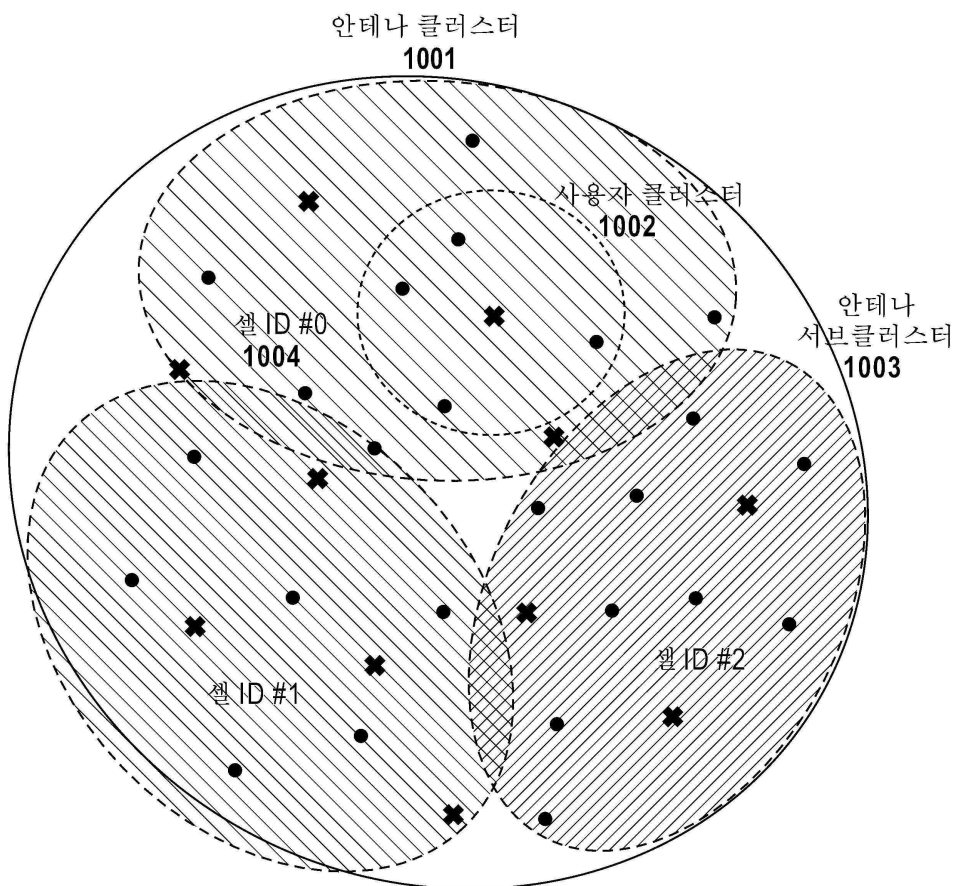 안테나 클러스터
1001
사용자 클러스터
1002
안테나
서브클러스터
1003
셀 ID #0
1004
셀 ID #1
셀 ID #2